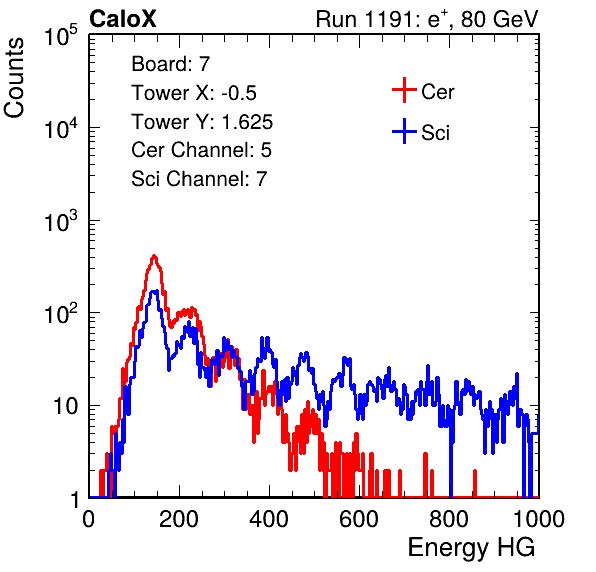 CaloX Run 1191: e⁺, 80 GeV
Board: 7
Tower X: -0.5
Tower Y: 1.625
Cer Channel: 5
Sci Channel: 7
Cer
Sci
Counts
10⁵
10⁴
10³
10²
10
1
0 200 400 600 800 1000
Energy HG